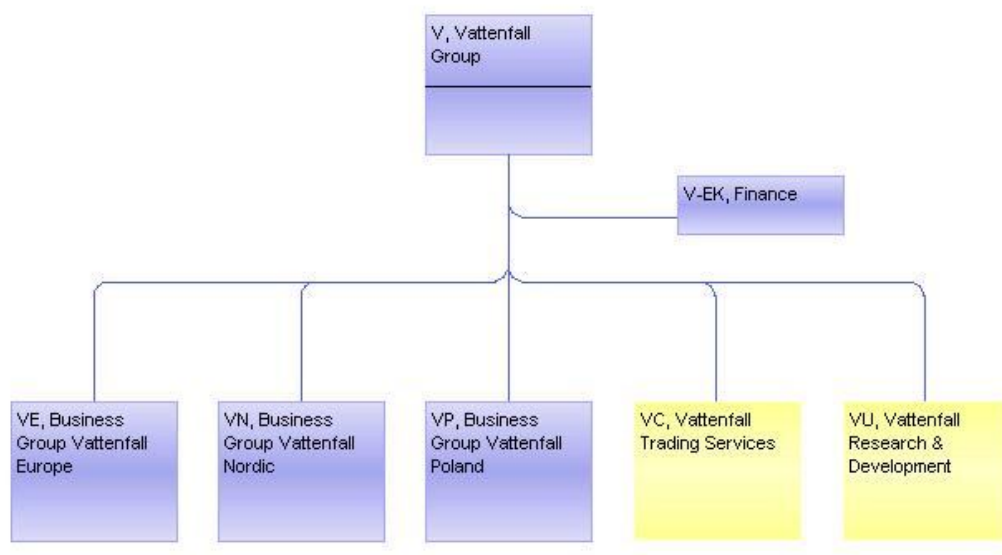 V, Vattenfall
Group
V-EK, Finance
VE, Business
Group Vattenfall
Europe
VN, Business
Group Vattenfall
Nordic
VP, Business
Group Vattenfall
Poland
VC, Vattenfall
Trading Services
VU, Vattenfall
Research &
Development